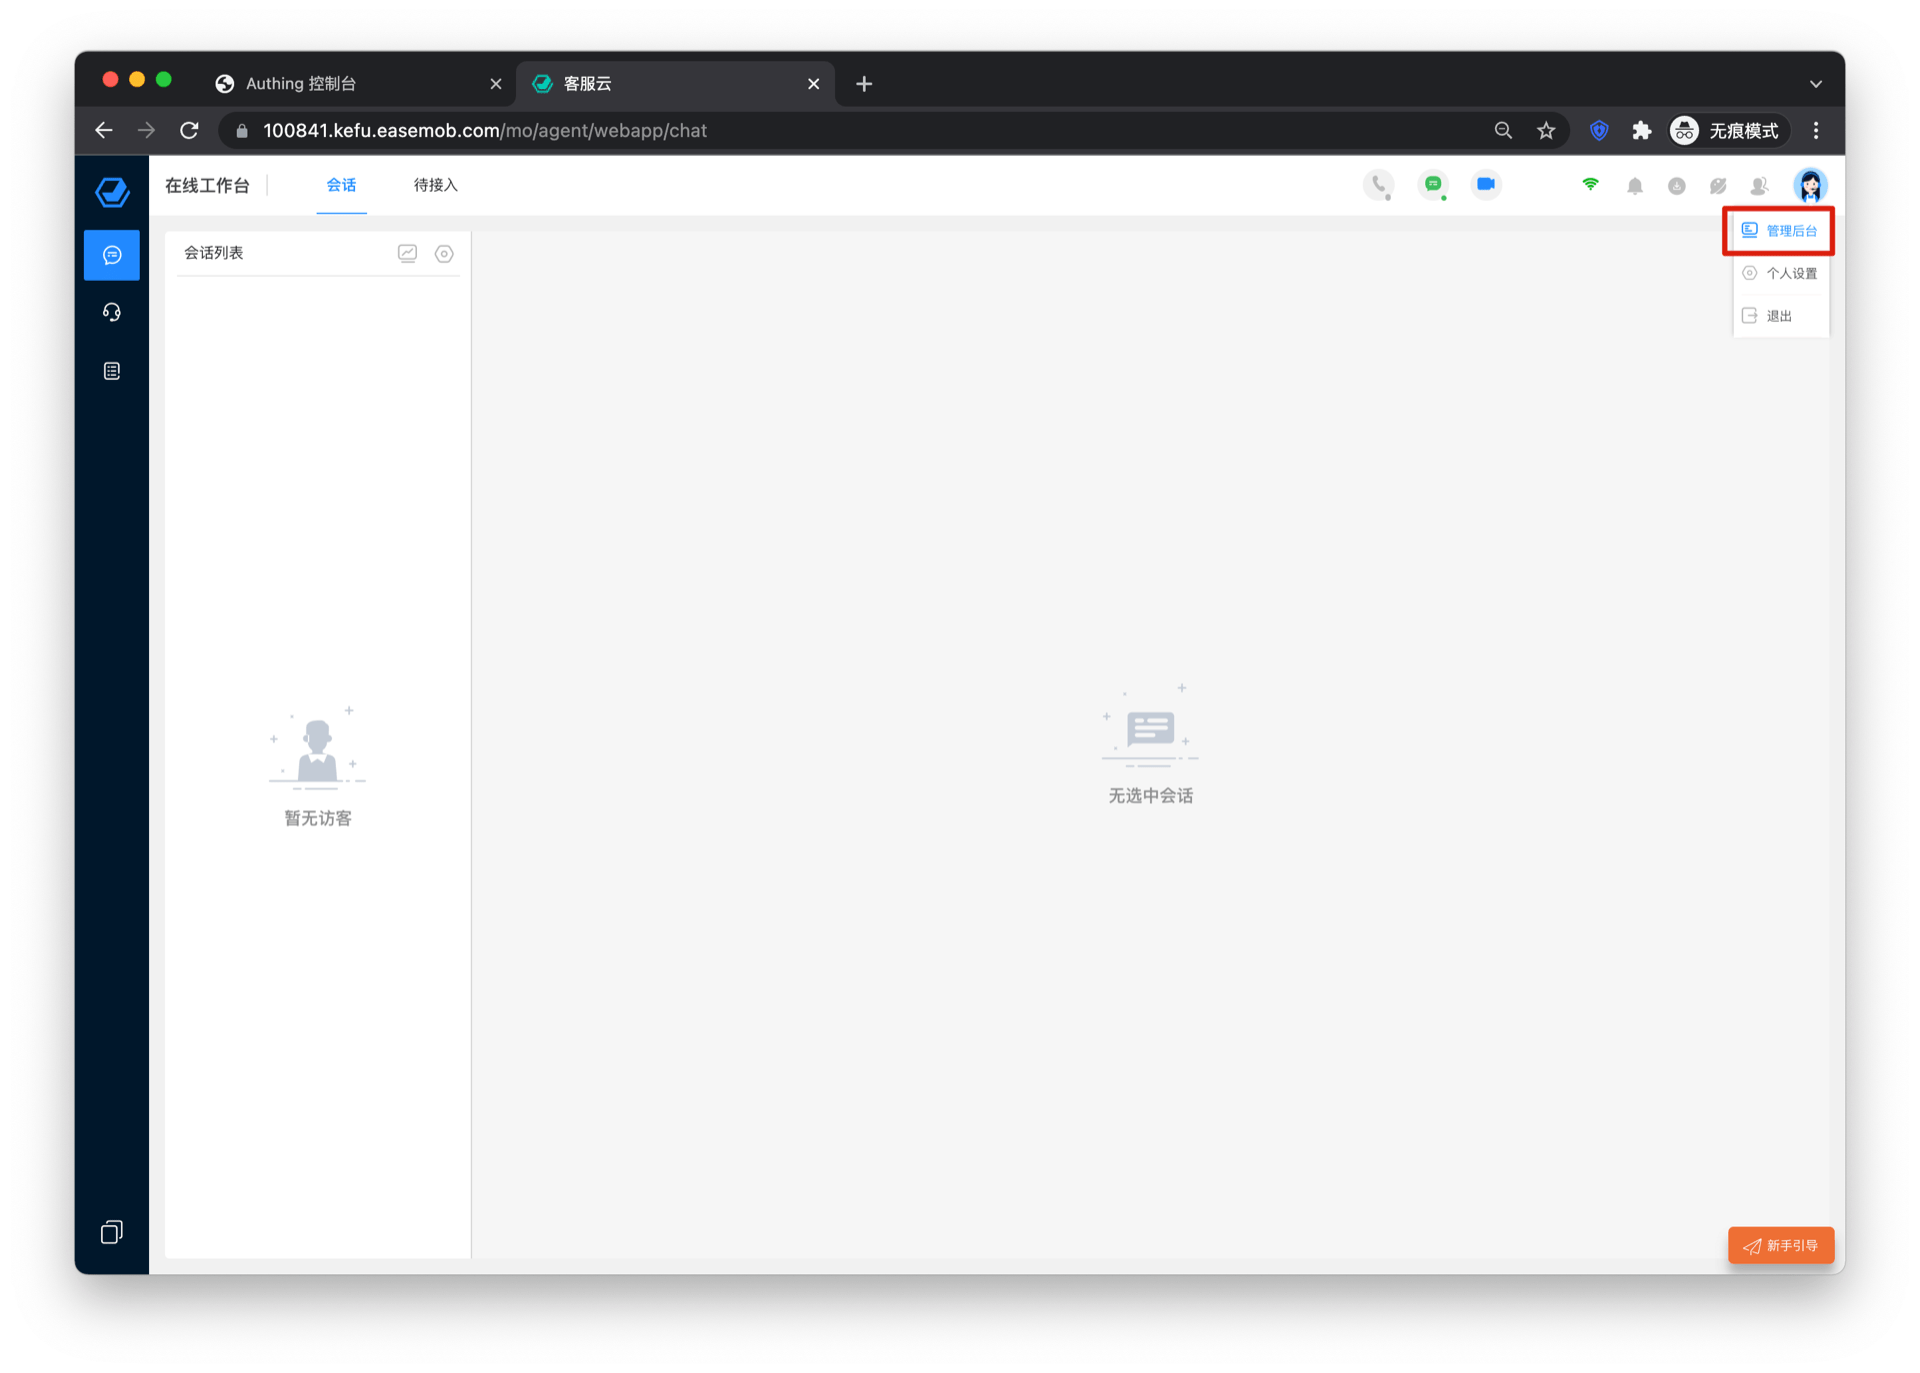 Authing 控制台
客服云
100841.kefu.easemob.com/mo/agent/webapp/chat
无痕模式
在线工作台
会话
待接入
管理后台
会话列表
个人设置
退出
暂无访客
无选中会话
新手引导